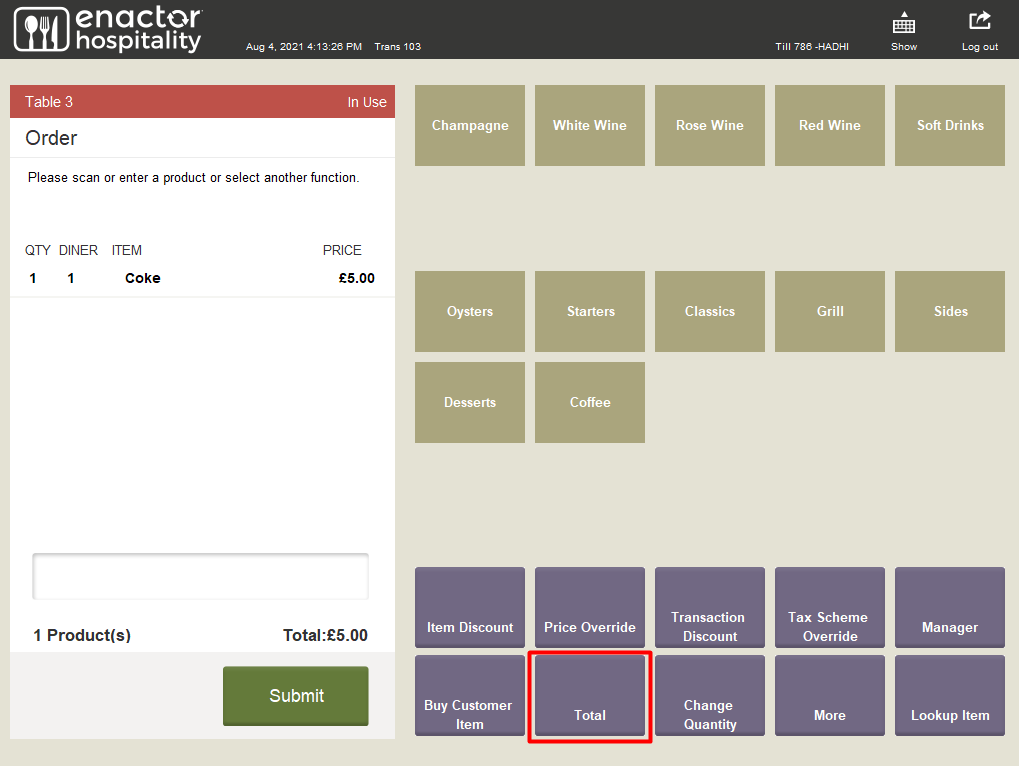 enactor
hospitality
Aug 4, 2021 4:13:26 PM Trans 103
Till 786 -HADHI
Show
Log out
Table 3 In Use
Order
Please scan or enter a product or select another function.
QTY DINER ITEM PRICE
1 1 Coke £5.00
1 Product(s) Total:£5.00
Submit
Champagne
White Wine
Rose Wine
Red Wine
Soft Drinks
Oysters
Starters
Classics
Grill
Sides
Desserts
Coffee
Item Discount
Price Override
Transaction
Discount
Tax Scheme
Override
Manager
Buy Customer
Item
Total
Change
Quantity
More
Lookup Item